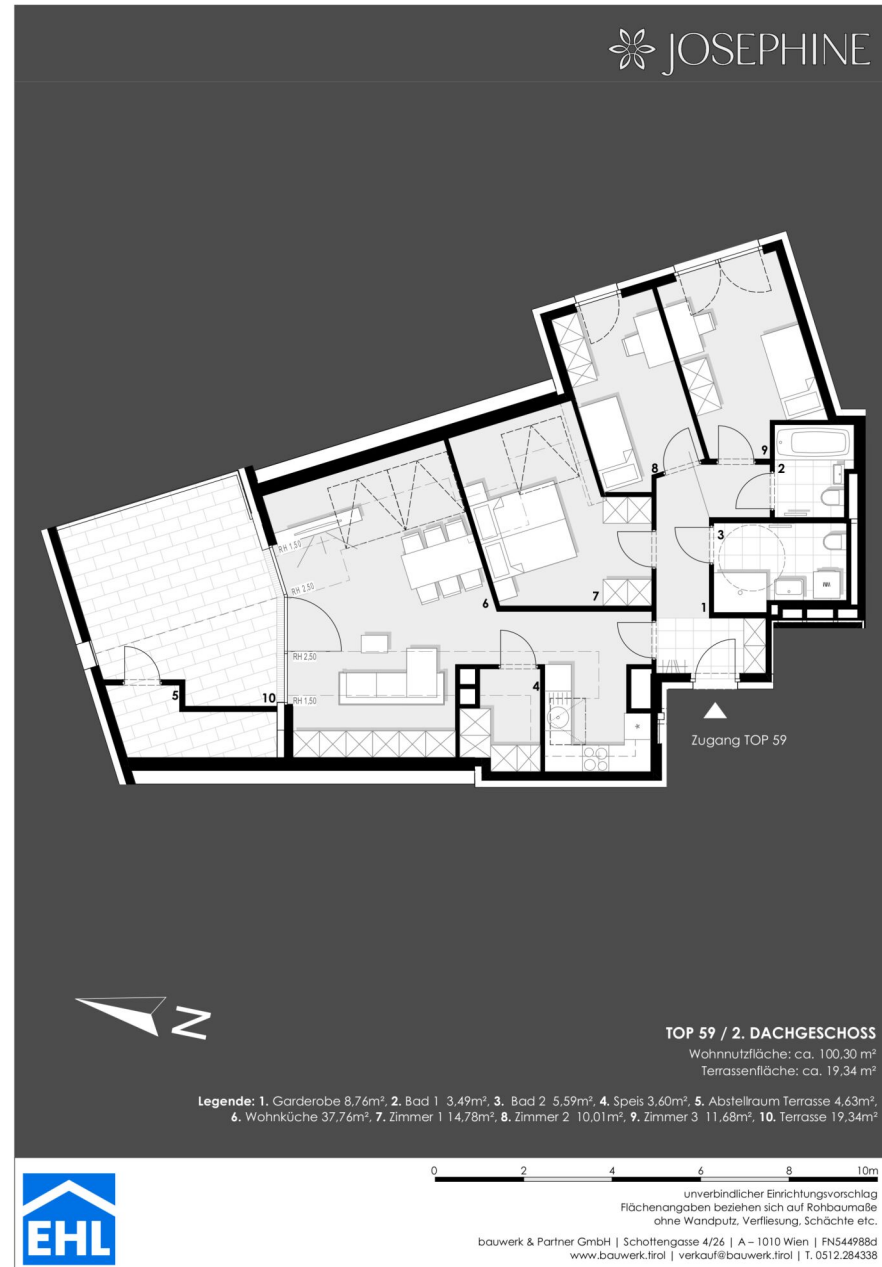 JOSEPHINE
9
2
8
3
RH 1,50
RH 2,50
WM
6
7
1
RH 2,50
4
5
10
RH 1,50
Zugang TOP 59
N
TOP 59 / 2. DACHGESCHOSS
Wohnnutzfläche: ca. 100,30 m²
Terrassenfläche: ca. 19,34 m²
Legende: 1. Garderobe 8,76m², 2. Bad 1 3,49m², 3. Bad 2 5,59m², 4. Speis 3,60m², 5. Abstellraum Terrasse 4,63m²,
6. Wohnküche 37,76m², 7. Zimmer 1 14,78m², 8. Zimmer 2 10,01m², 9. Zimmer 3 11,68m², 10. Terrasse 19,34m²
0 2 4 6 8 10m
unverbindlicher Einrichtungsvorschlag
Flächenangaben beziehen sich auf Rohbaumaße
ohne Wandputz, Verfliesung, Schächte etc.
EHL
bauwerk & Partner GmbH | Schottengasse 4/26 | A – 1010 Wien | FN544988d
www.bauwerk.tirol | verkauf@bauwerk.tirol | T. 0512.284338